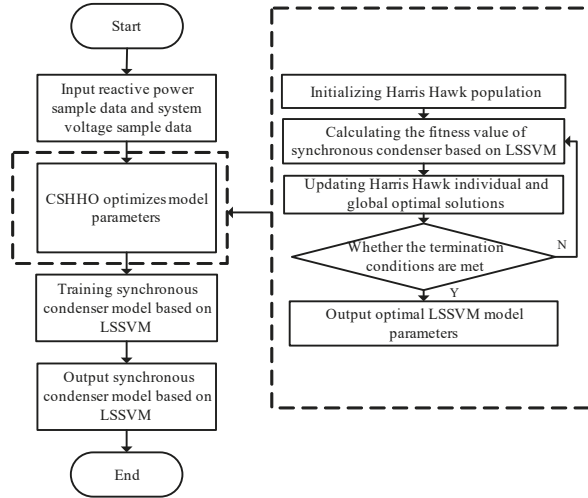 Start
Input reactive power
sample data and system
voltage sample data
CSHHO optimizes model
parameters
Training synchronous
condenser model based on
LSSVM
Output synchronous
condenser model based on
LSSVM
End
Initializing Harris Hawk population
Calculating the fitness value of
synchronous condenser based on LSSVM
Updating Harris Hawk individual and
global optimal solutions
Whether the termination
conditions are met
N
Y
Output optimal LSSVM model
parameters